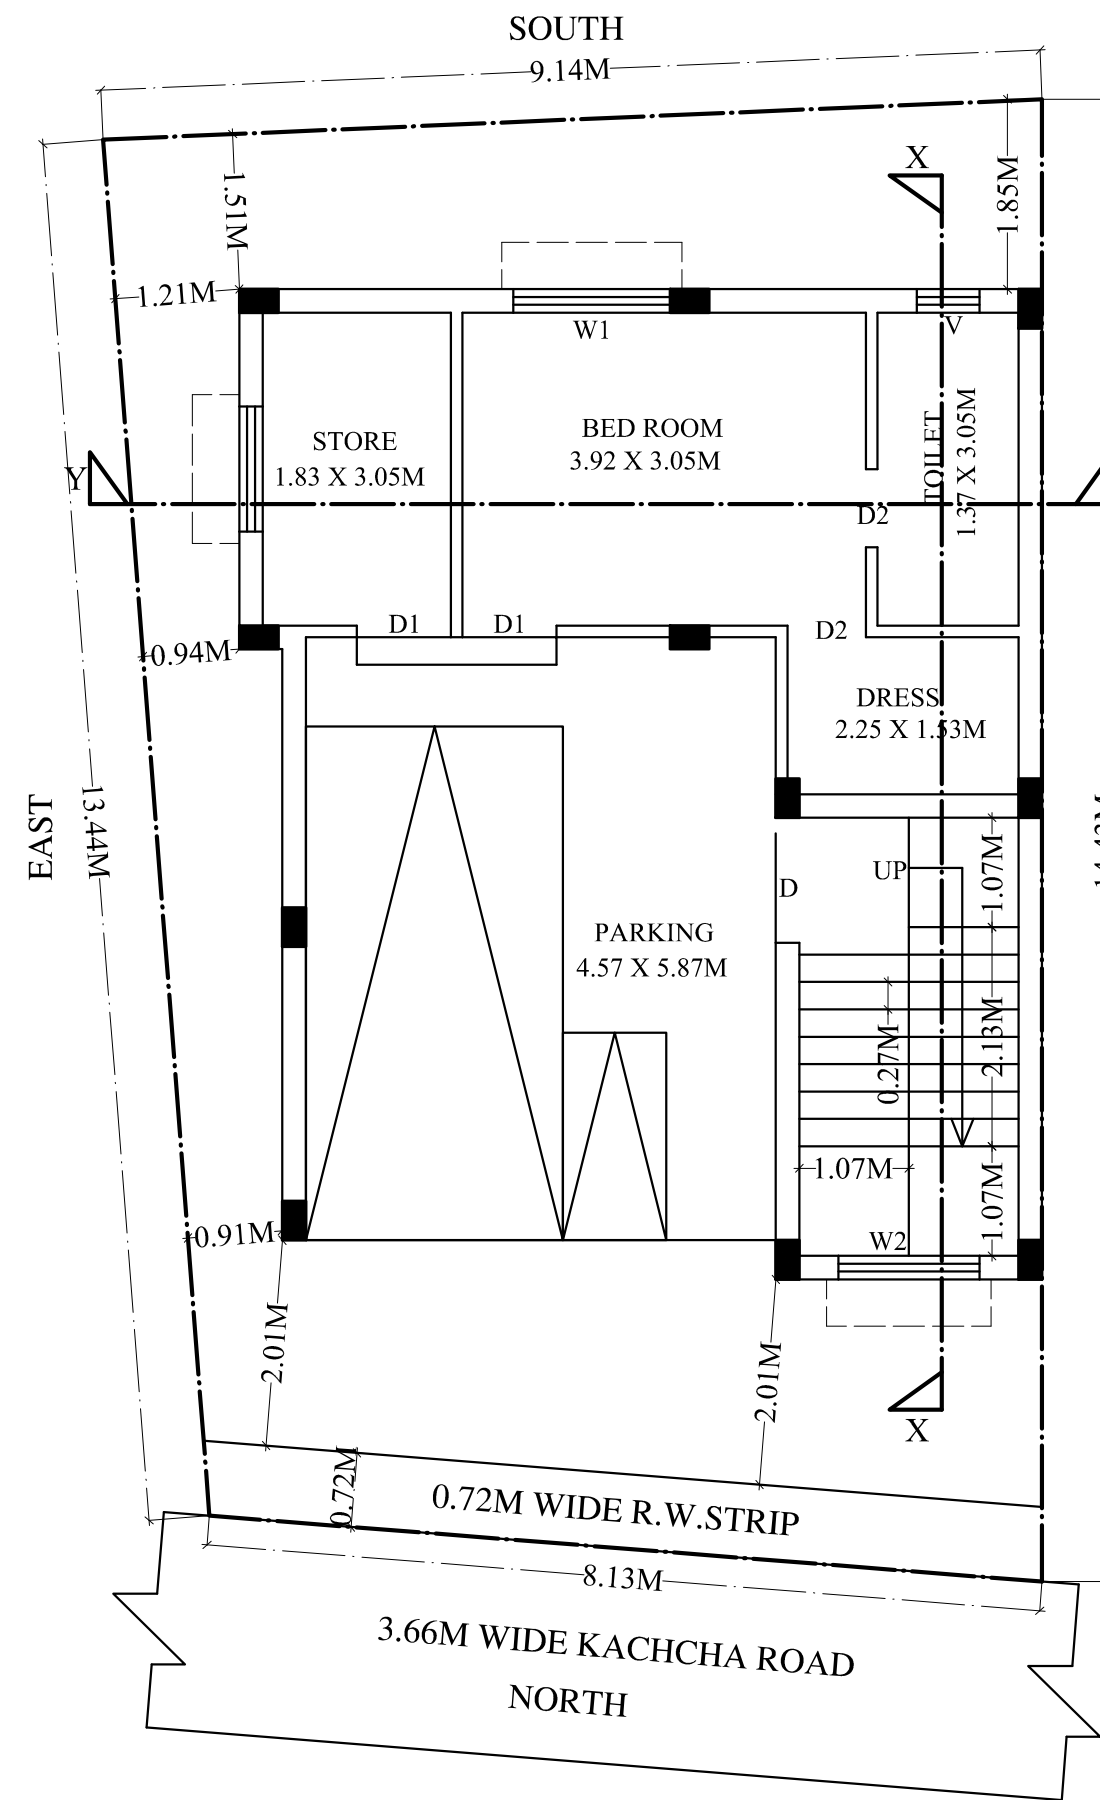 SOUTH
9.14M
X
1.85M
1.51M
1.21M
W1
V
STORE
1.83 X 3.05M
BED ROOM
3.92 X 3.05M
TOILET
1.37 X 3.05M
Y
D2
D1
D1
D2
0.94M
DRESS
2.25 X 1.53M
EAST
13.44M
UP
1.07M
D
PARKING
4.57 X 5.87M
0.27M
2.13M
1.07M
1.07M
0.91M
W2
2.01M
2.01M
X
0.72M
0.72M WIDE R.W.STRIP
8.13M
3.66M WIDE KACHCHA ROAD
NORTH